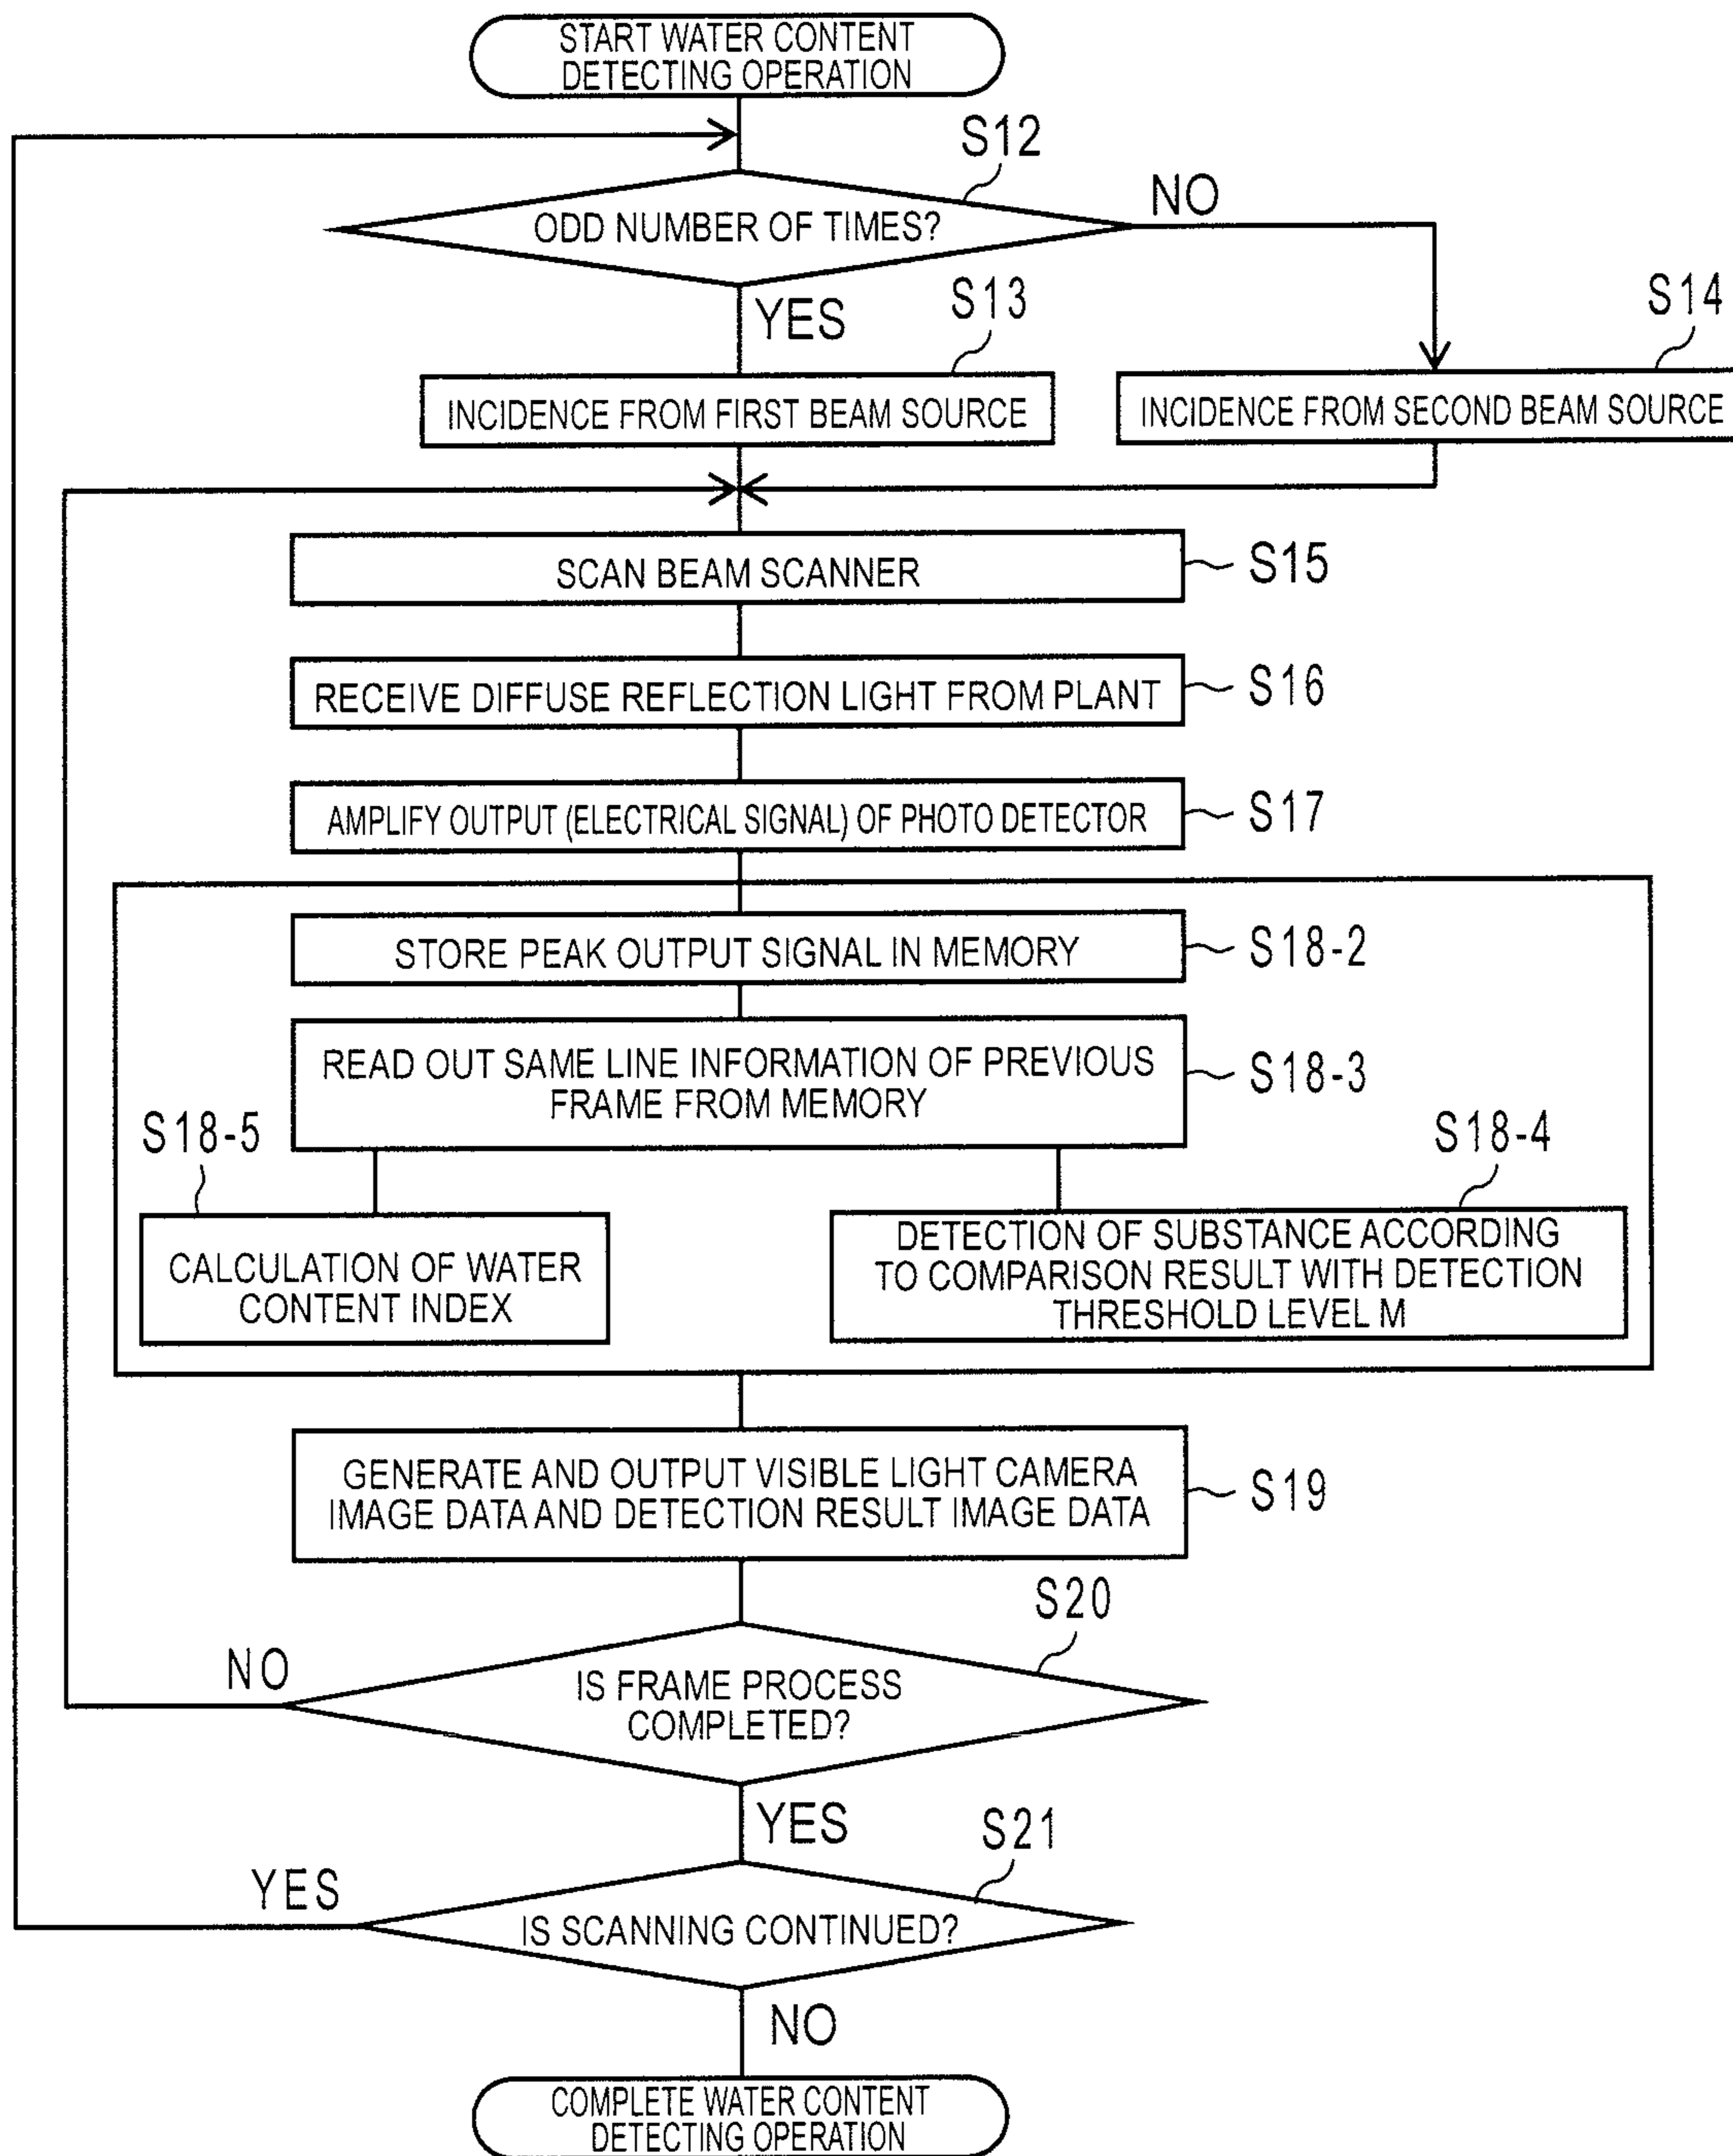 START WATER CONTENT
DETECTING OPERATION
S12
ODD NUMBER OF TIMES?
NO
YES
S13
S14
INCIDENCE FROM FIRST BEAM SOURCE
INCIDENCE FROM SECOND BEAM SOURCE
SCAN BEAM SCANNER
S15
RECEIVE DIFFUSE REFLECTION LIGHT FROM PLANT
S16
AMPLIFY OUTPUT (ELECTRICAL SIGNAL) OF PHOTO DETECTOR
S17
STORE PEAK OUTPUT SIGNAL IN MEMORY
S18-2
READ OUT SAME LINE INFORMATION OF PREVIOUS
FRAME FROM MEMORY
S18-3
S18-5
S18-4
CALCULATION OF WATER
CONTENT INDEX
DETECTION OF SUBSTANCE ACCORDING
TO COMPARISON RESULT WITH DETECTION
THRESHOLD LEVEL M
GENERATE AND OUTPUT VISIBLE LIGHT CAMERA
IMAGE DATA AND DETECTION RESULT IMAGE DATA
S19
S20
NO
IS FRAME PROCESS
COMPLETED?
YES
S21
YES
IS SCANNING CONTINUED?
NO
COMPLETE WATER CONTENT
DETECTING OPERATION